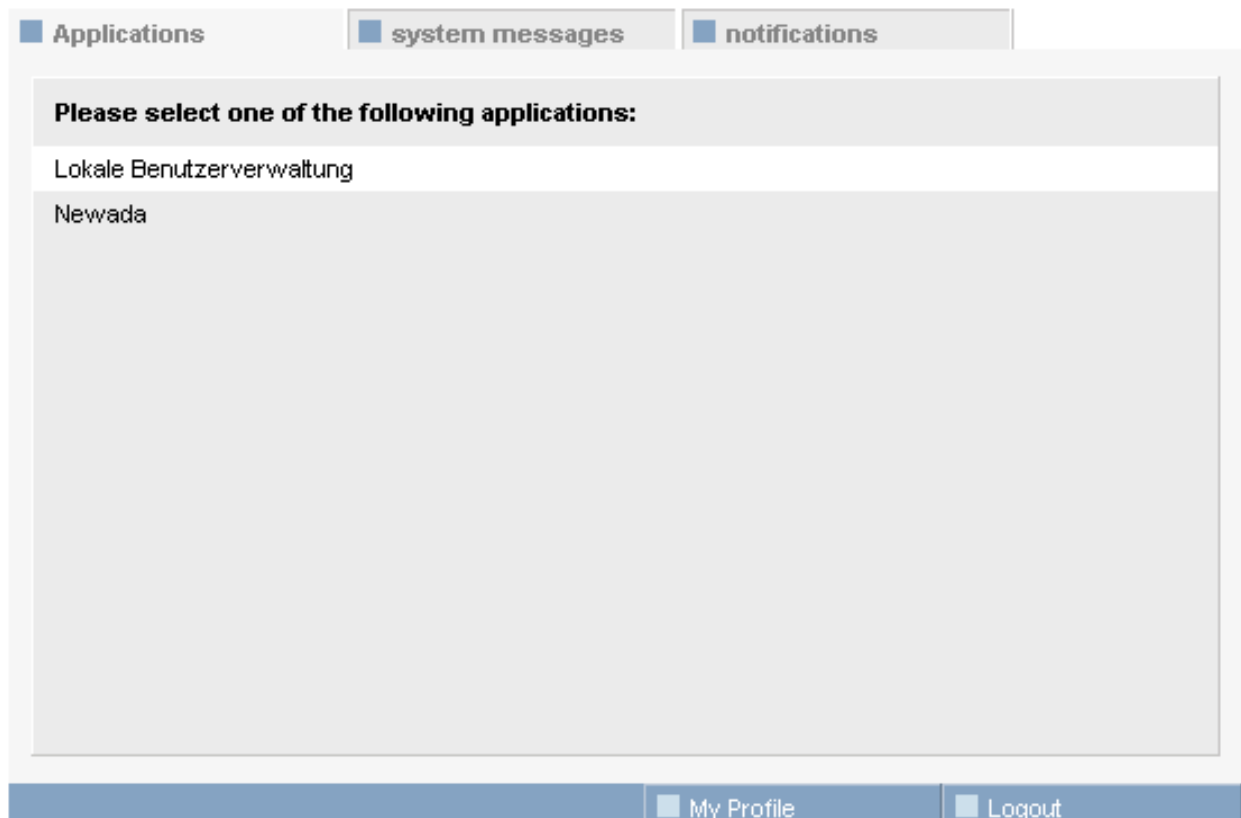 Applications system messages notifications
Please select one of the following applications:
Lokale Benutzerverwaltung
Newada
My Profile Logout